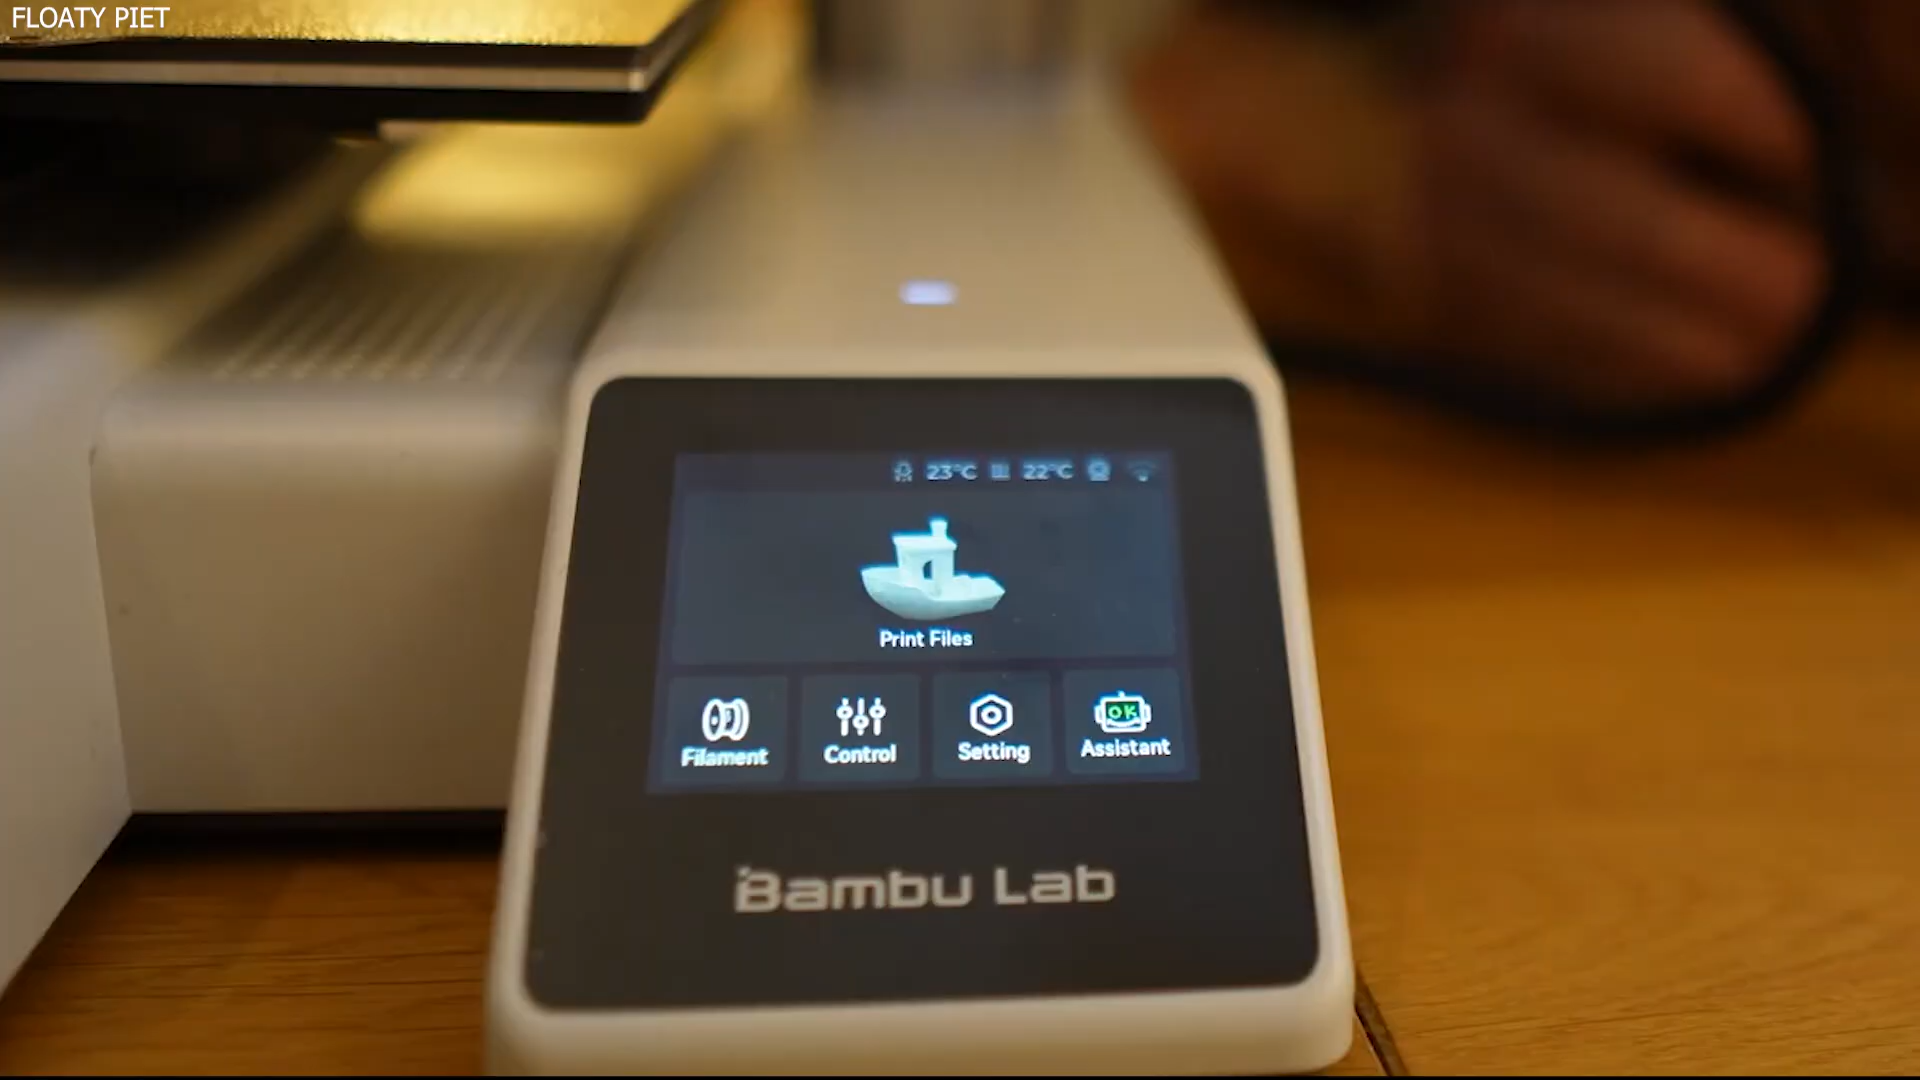 FLOATY PIET
23°C 22°C
Print Files
Filament Control Setting OK Assistant
Bambu Lab